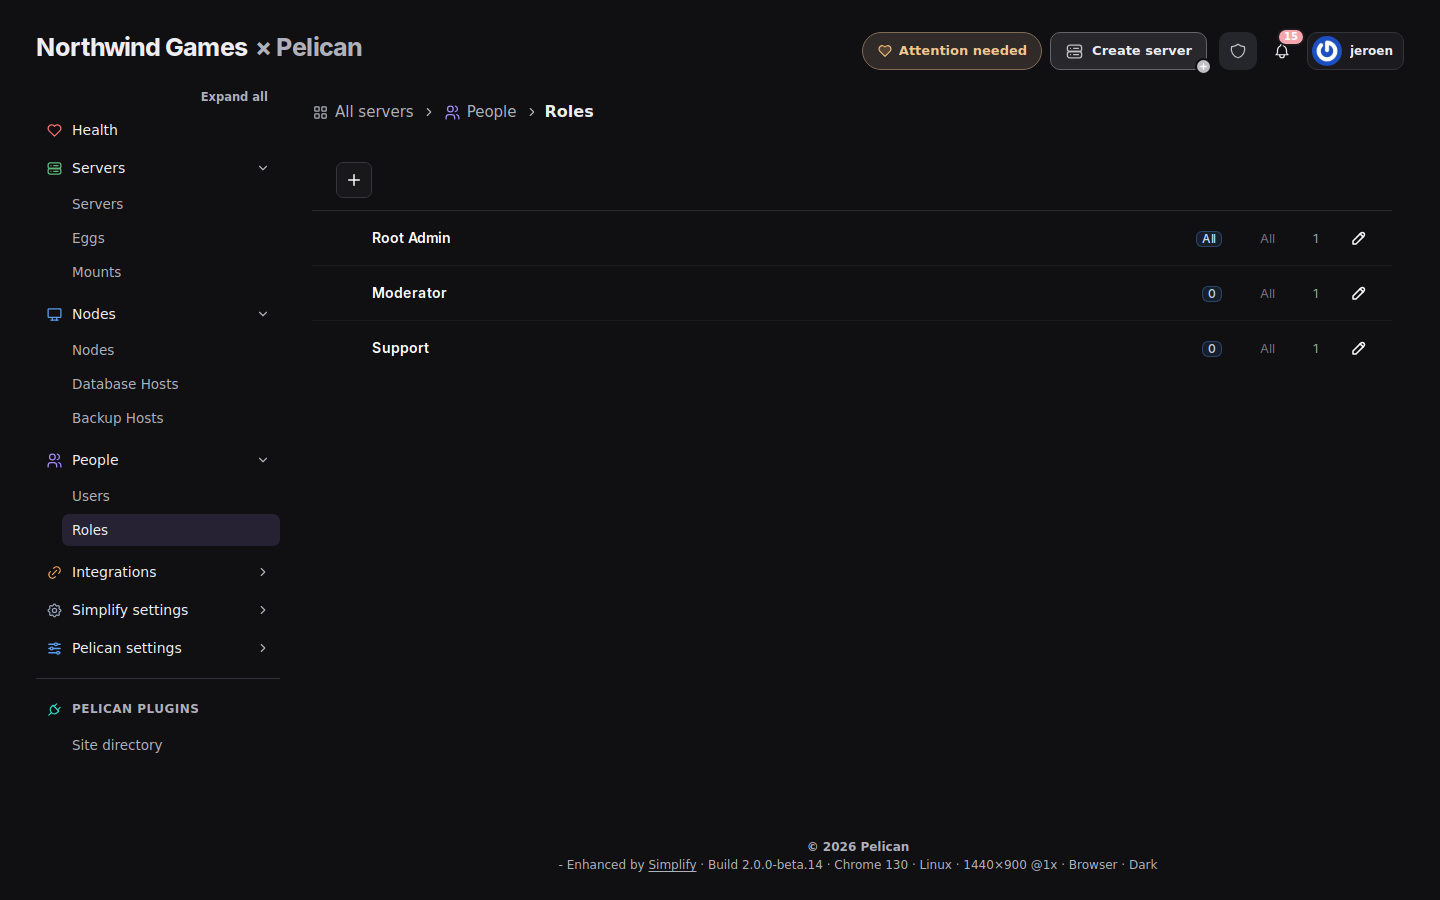 Northwind Games × Pelican
Attention needed
Create server
15
jeroen
Expand all
Health
Servers
Servers
Eggs
Mounts
Nodes
Nodes
Database Hosts
Backup Hosts
People
Users
Roles
Integrations
Simplify settings
Pelican settings
PELICAN PLUGINS
Site directory
All servers > People > Roles
Root Admin All All 1
Moderator 0 All 1
Support 0 All 1
© 2026 Pelican
- Enhanced by Simplify · Build 2.0.0-beta.14 · Chrome 130 · Linux · 1440×900 @1x · Browser · Dark